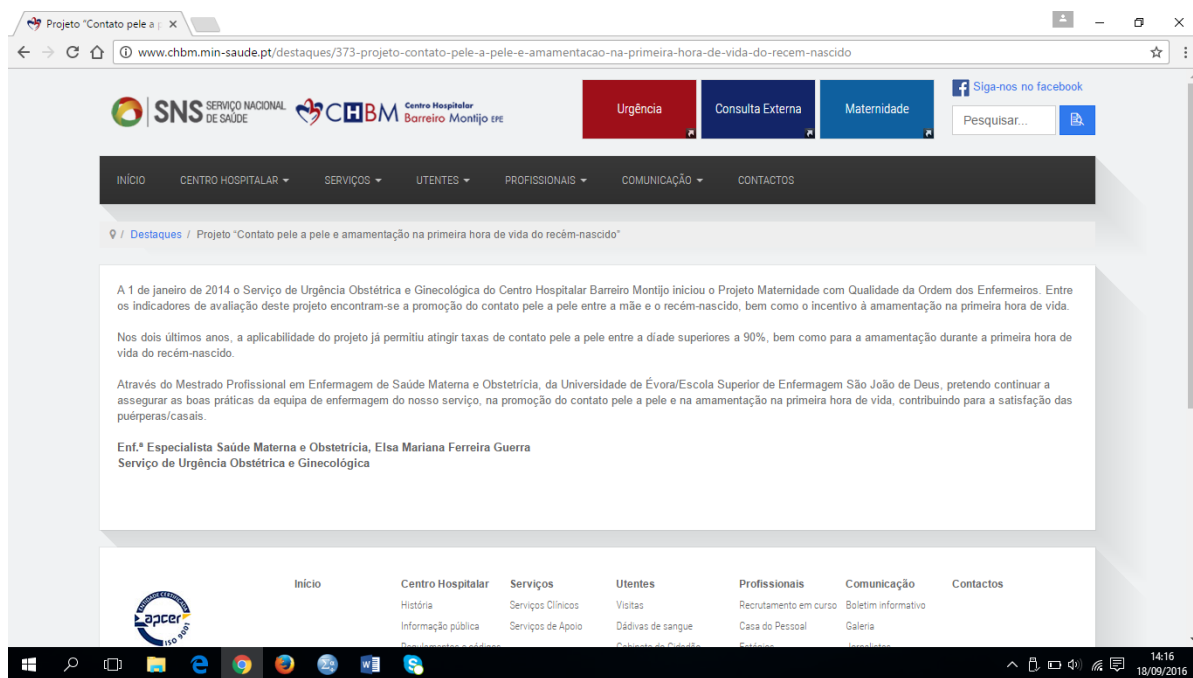 Projeto "Contato pele a p
www.chbm.min-saude.pt/destaques/373-projeto-contato-pele-a-pele-e-amamentacao-na-primeira-hora-de-vida-do-recem-nascido
SNS SERVIÇO NACIONAL DE SAÚDE
CHBM Centro Hospitalar Barreiro Montijo EPE
Urgência
Consulta Externa
Maternidade
Siga-nos no facebook
Pesquisar...
INÍCIO CENTRO HOSPITALAR SERVIÇOS UTENTES PROFISSIONAIS COMUNICAÇÃO CONTACTOS
/ Destaques / Projeto “Contato pele a pele e amamentação na primeira hora de vida do recém-nascido”
A 1 de janeiro de 2014 o Serviço de Urgência Obstétrica e Ginecológica do Centro Hospitalar Barreiro Montijo iniciou o Projeto Maternidade com Qualidade da Ordem dos Enfermeiros. Entre
os indicadores de avaliação deste projeto encontram-se a promoção do contato pele a pele entre a mãe e o recém-nascido, bem como o incentivo à amamentação na primeira hora de vida.
Nos dois últimos anos, a aplicabilidade do projeto já permitiu atingir taxas de contato pele a pele entre a díade superiores a 90%, bem como para a amamentação durante a primeira hora de
vida do recém-nascido.
Através do Mestrado Profissional em Enfermagem de Saúde Materna e Obstetrícia, da Universidade de Évora/Escola Superior de Enfermagem São João de Deus, pretendo continuar a
assegurar as boas práticas da equipa de enfermagem do nosso serviço, na promoção do contato pele a pele e na amamentação na primeira hora de vida, contribuindo para a satisfação das
puérperas/casais.
Enf.ª Especialista Saúde Materna e Obstetrícia, Elsa Mariana Ferreira Guerra
Serviço de Urgência Obstétrica e Ginecológica
Início Centro Hospitalar Serviços Utentes Profissionais Comunicação Contactos
História Serviços Clínicos Visitas Recrutamento em curso Boletim informativo
Informação pública Serviços de Apoio Dádivas de sangue Casa do Pessoal Galeria
apcer
ISO 9001
14:16
18/09/2016